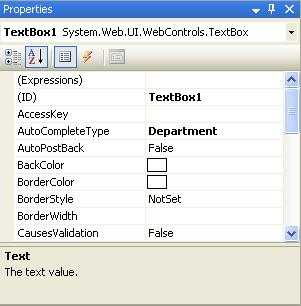 Properties
TextBox1 System.Web.UI.WebControls.TextBox
(Expressions)
(ID) TextBox1
AccessKey
AutoCompleteType Department
AutoPostBack False
BackColor
BorderColor
BorderStyle NotSet
BorderWidth
CausesValidation False
Text
The text value.